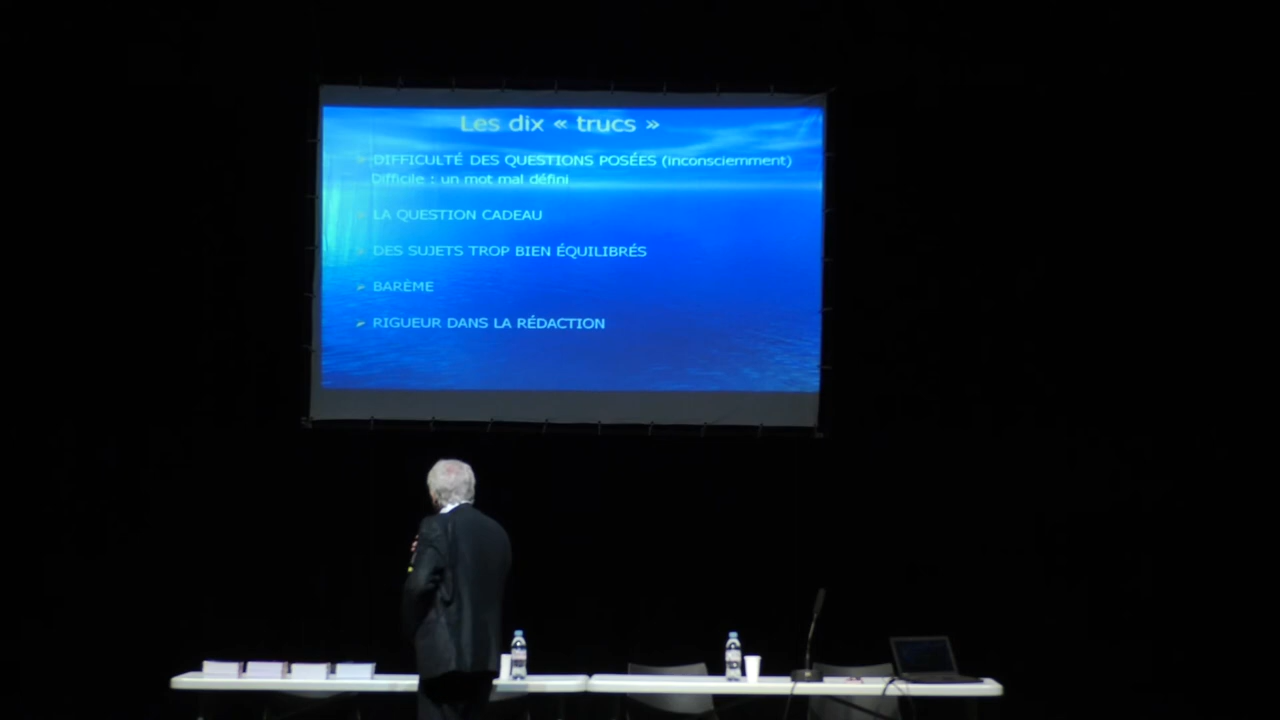 Les dix « trucs »
➢ DIFFICULTÉ DES QUESTIONS POSÉES (inconsciemment)
Difficile : un mot mal défini
➢ LA QUESTION CADEAU
➢ DES SUJETS TROP BIEN ÉQUILIBRÉS
➢ BARÈME
➢ RIGUEUR DANS LA RÉDACTION